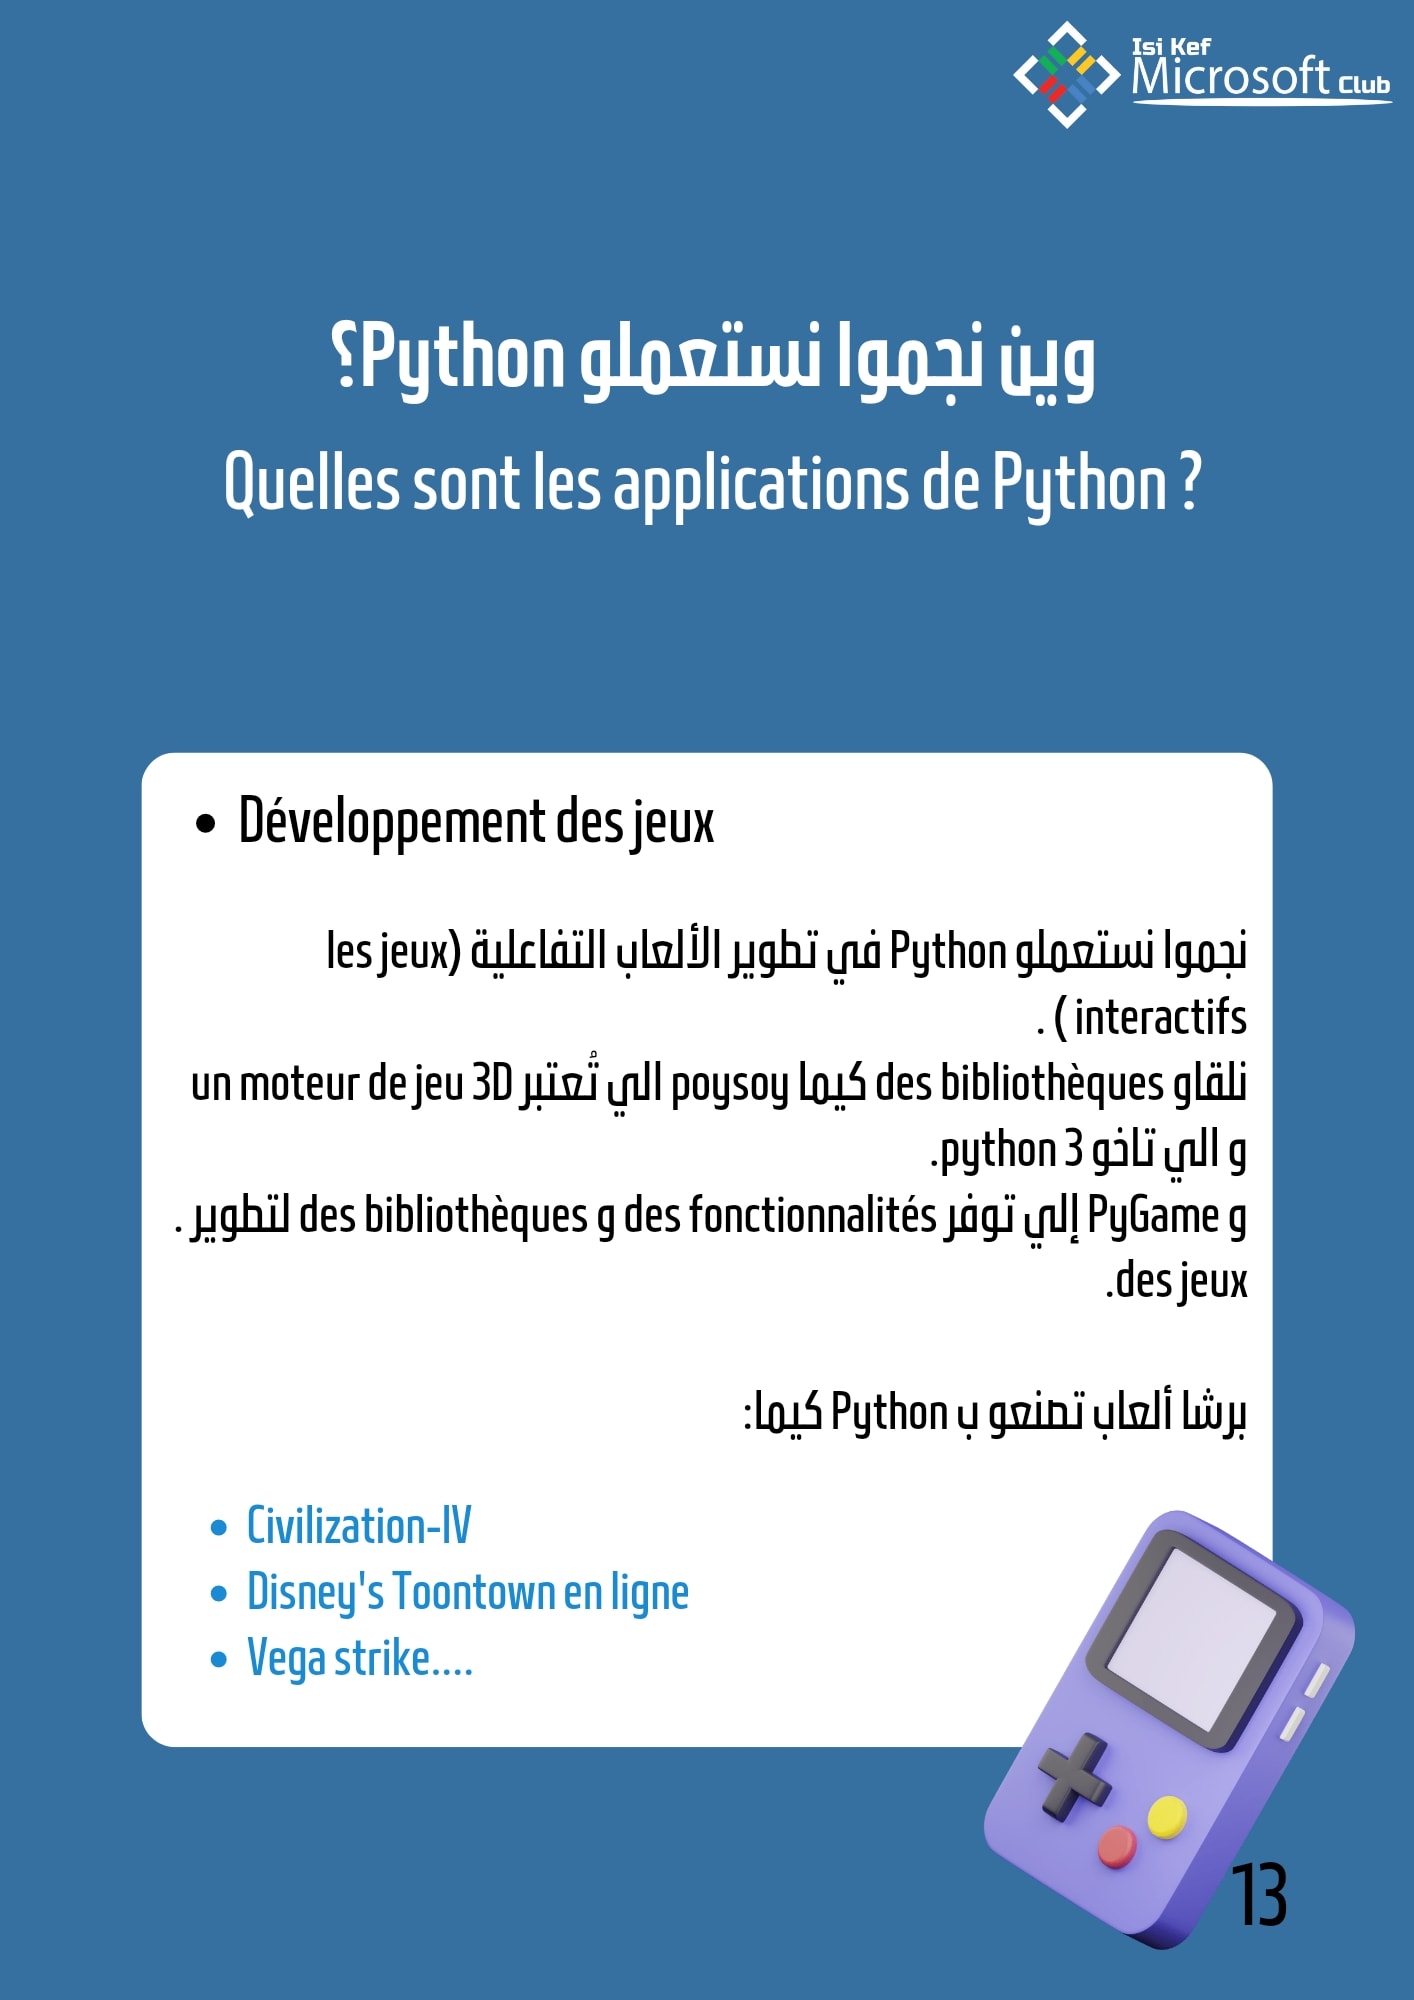 Isi Kef
Microsoft Club
وين نجموا نستعملو Python؟
Quelles sont les applications de Python ?
• Développement des jeux
نجموا نستعملو Python في تطوير الألعاب التفاعلية (les jeux
interactifs ) .
نلقاو des bibliothèques كيما poysoy الي تُعتبر un moteur de jeu 3D
و الي تاخو python 3.
و PyGame إلي توفر des fonctionnalités و des bibliothèques لتطوير .
des jeux.
برشا ألعاب تصنعو ب Python كيما:
• Civilization-IV
• Disney's Toontown en ligne
• Vega strike....
13